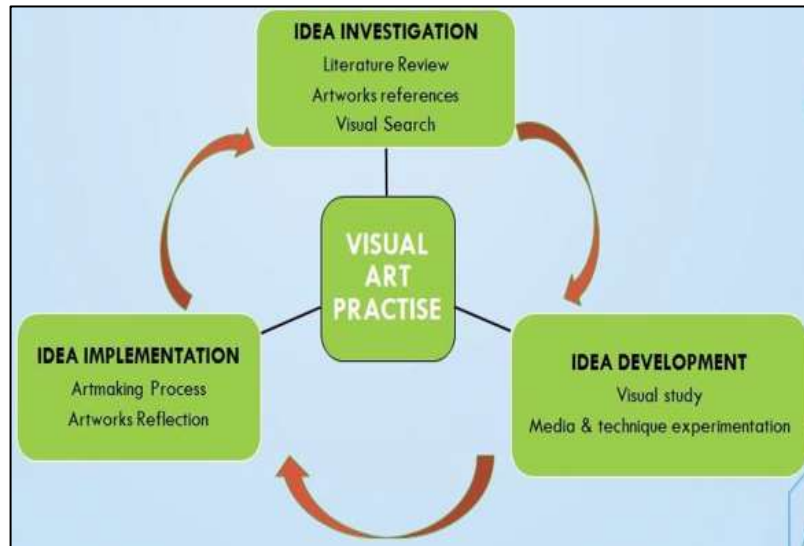 IDEA INVESTIGATION
Literature Review
Artworks references
Visual Search
VISUAL
ART
PRACTISE
IDEA IMPLEMENTATION
Artmaking Process
Artworks Reflection
IDEA DEVELOPMENT
Visual study
Media & technique experimentation